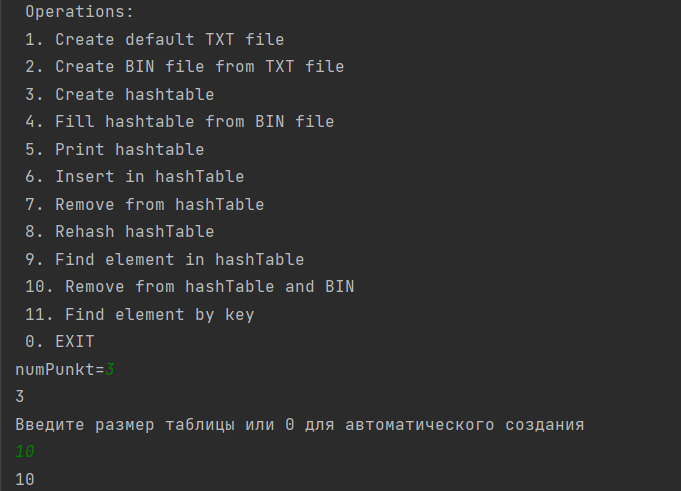 Operations:
1. Create default TXT file
2. Create BIN file from TXT file
3. Create hashtable
4. Fill hashtable from BIN file
5. Print hashtable
6. Insert in hashTable
7. Remove from hashTable
8. Rehash hashTable
9. Find element in hashTable
10. Remove from hashTable and BIN
11. Find element by key
0. EXIT
numPunkt=3
3
Введите размер таблицы или 0 для автоматического создания
10
10